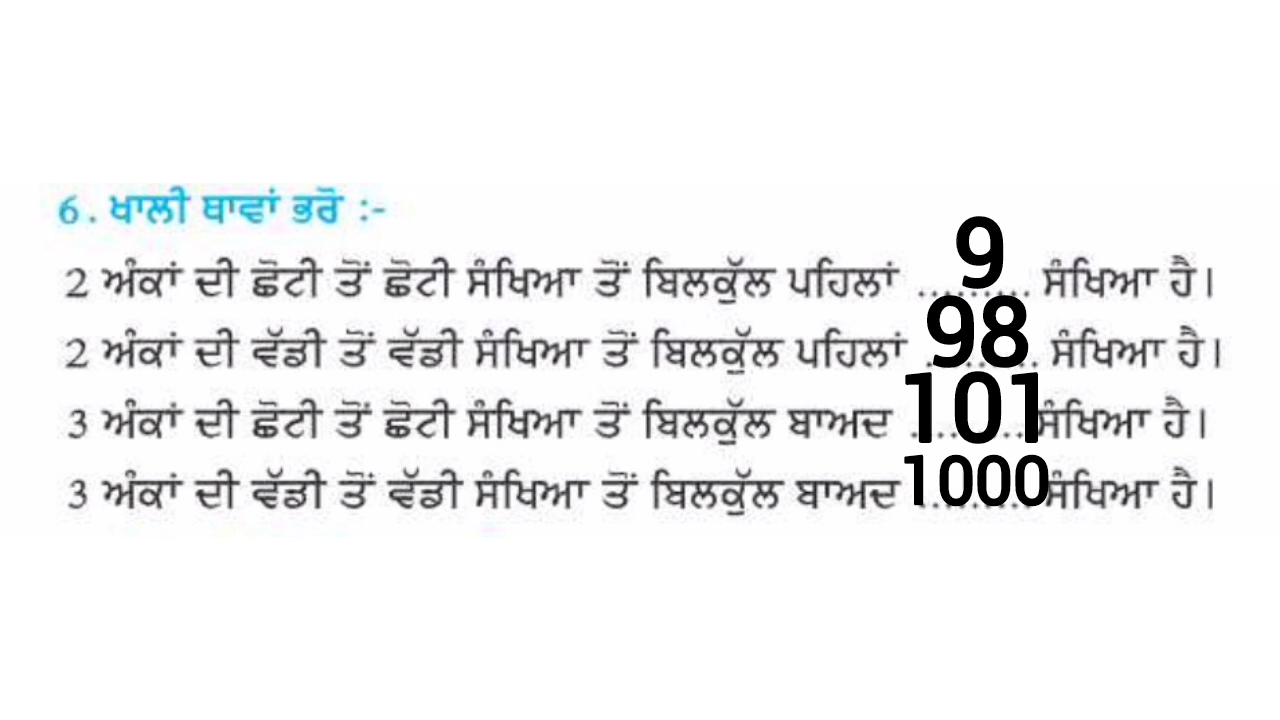 6. ਖਾਲੀ ਥਾਵਾਂ ਭਰੋ :-
2 ਅੰਕਾਂ ਦੀ ਛੋਟੀ ਤੋਂ ਛੋਟੀ ਸੰਖਿਆ ਤੋਂ ਬਿਲਕੁੱਲ ਪਹਿਲਾਂ ...9... ਸੰਖਿਆ ਹੈ।
2 ਅੰਕਾਂ ਦੀ ਵੱਡੀ ਤੋਂ ਵੱਡੀ ਸੰਖਿਆ ਤੋਂ ਬਿਲਕੁੱਲ ਪਹਿਲਾਂ ...98... ਸੰਖਿਆ ਹੈ।
3 ਅੰਕਾਂ ਦੀ ਛੋਟੀ ਤੋਂ ਛੋਟੀ ਸੰਖਿਆ ਤੋਂ ਬਿਲਕੁੱਲ ਬਾਅਦ ...101... ਸੰਖਿਆ ਹੈ।
3 ਅੰਕਾਂ ਦੀ ਵੱਡੀ ਤੋਂ ਵੱਡੀ ਸੰਖਿਆ ਤੋਂ ਬਿਲਕੁੱਲ ਬਾਅਦ ...1000... ਸੰਖਿਆ ਹੈ।